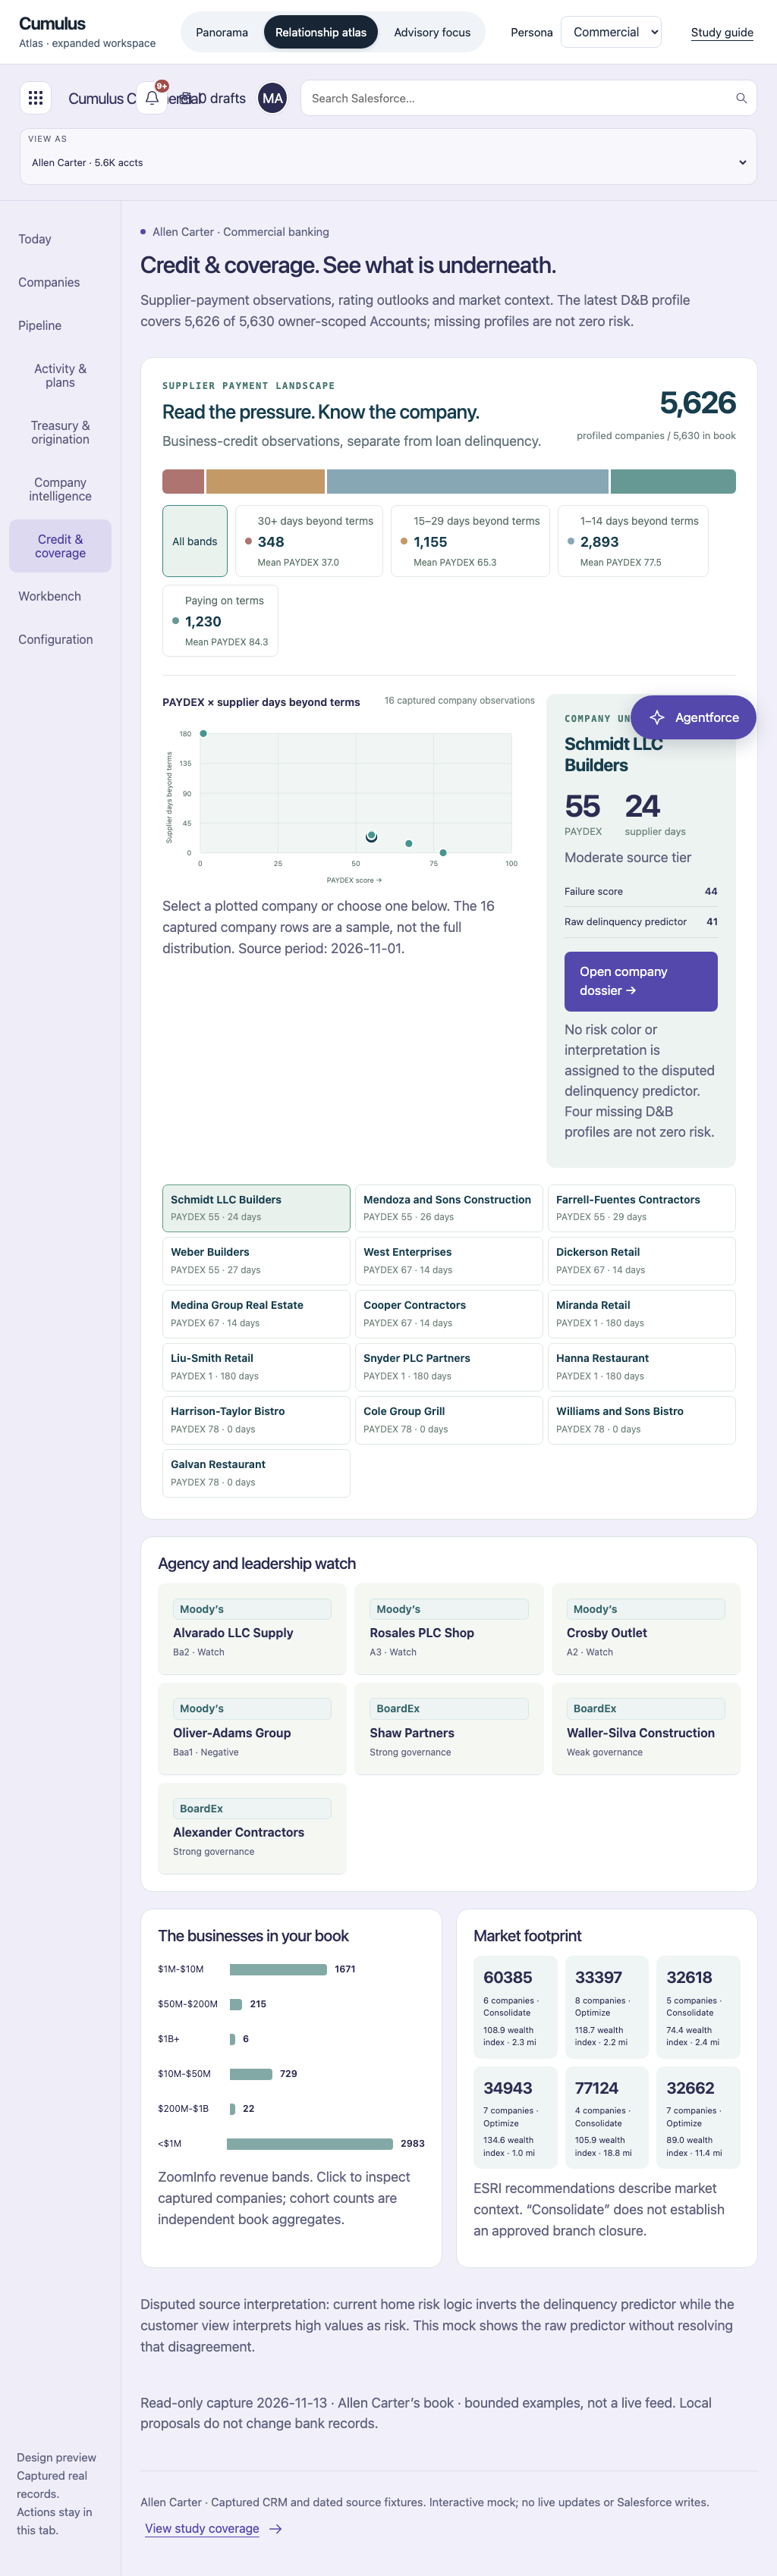 Cumulus
Atlas · expanded workspace
Panorama
Relationship atlas
Advisory focus
Persona
Commercial
Study guide
9+
Cumulus
0 drafts
MA
Search Salesforce...
VIEW AS
Allen Carter · 5.6K accts
Today
Companies
Pipeline
Activity &
plans
Treasury &
origination
Company
intelligence
Credit &
coverage
Workbench
Configuration
Allen Carter · Commercial banking
Credit & coverage. See what is underneath.
Supplier-payment observations, rating outlooks and market context. The latest D&B profile
covers 5,626 of 5,630 owner-scoped Accounts; missing profiles are not zero risk.
SUPPLIER PAYMENT LANDSCAPE
Read the pressure. Know the company.
Business-credit observations, separate from loan delinquency.
5,626
profiled companies / 5,630 in book
All bands
30+ days beyond terms
348
Mean PAYDEX 37.0
15–29 days beyond terms
1,155
Mean PAYDEX 65.3
1–14 days beyond terms
2,893
Mean PAYDEX 77.5
Paying on terms
1,230
Mean PAYDEX 84.3
PAYDEX × supplier days beyond terms
16 captured company observations
Supplier days beyond terms
180
135
90
45
0
0
25
50
75
100
PAYDEX score →
Select a plotted company or choose one below. The 16
captured company rows are a sample, not the full
distribution. Source period: 2026-11-01.
COMPANY
Agentforce
Schmidt LLC
Builders
55
PAYDEX
24
supplier days
Moderate source tier
Failure score 44
Raw delinquency predictor 41
Open company
dossier →
No risk color or
interpretation is
assigned to the disputed
delinquency predictor.
Four missing D&B
profiles are not zero risk.
Schmidt LLC Builders
PAYDEX 55 · 24 days
Mendoza and Sons Construction
PAYDEX 55 · 26 days
Farrell-Fuentes Contractors
PAYDEX 55 · 29 days
Weber Builders
PAYDEX 55 · 27 days
West Enterprises
PAYDEX 67 · 14 days
Dickerson Retail
PAYDEX 67 · 14 days
Medina Group Real Estate
PAYDEX 67 · 14 days
Cooper Contractors
PAYDEX 67 · 14 days
Miranda Retail
PAYDEX 1 · 180 days
Liu-Smith Retail
PAYDEX 1 · 180 days
Snyder PLC Partners
PAYDEX 1 · 180 days
Hanna Restaurant
PAYDEX 1 · 180 days
Harrison-Taylor Bistro
PAYDEX 78 · 0 days
Cole Group Grill
PAYDEX 78 · 0 days
Williams and Sons Bistro
PAYDEX 78 · 0 days
Galvan Restaurant
PAYDEX 78 · 0 days
Agency and leadership watch
Moody's
Alvarado LLC Supply
Ba2 · Watch
Moody's
Rosales PLC Shop
A3 · Watch
Moody's
Crosby Outlet
A2 · Watch
Moody's
Oliver-Adams Group
Baa1 · Negative
BoardEx
Shaw Partners
Strong governance
BoardEx
Waller-Silva Construction
Weak governance
BoardEx
Alexander Contractors
Strong governance
The businesses in your book
$1M-$10M 1671
$50M-$200M 215
$1B+ 6
$10M-$50M 729
$200M-$1B 22
<$1M 2983
ZoomInfo revenue bands. Click to inspect
captured companies; cohort counts are
independent book aggregates.
Market footprint
60385
6 companies ·
Consolidate
108.9 wealth
index · 2.3 mi
33397
8 companies ·
Optimize
118.7 wealth
index · 2.2 mi
32618
5 companies ·
Consolidate
74.4 wealth
index · 2.4 mi
34943
7 companies ·
Optimize
134.6 wealth
index · 1.0 mi
77124
4 companies ·
Consolidate
105.9 wealth
index · 18.8 mi
32662
7 companies ·
Optimize
89.0 wealth
index · 11.4 mi
ESRI recommendations describe market
context. “Consolidate” does not establish
an approved branch closure.
Disputed source interpretation: current home risk logic inverts the delinquency predictor while the
customer view interprets high values as risk. This mock shows the raw predictor without resolving
that disagreement.
Read-only capture 2026-11-13 · Allen Carter’s book · bounded examples, not a live feed. Local
proposals do not change bank records.
Design preview
Captured real
records.
Actions stay in
this tab.
Allen Carter · Captured CRM and dated source fixtures. Interactive mock; no live updates or Salesforce writes.
View study coverage →